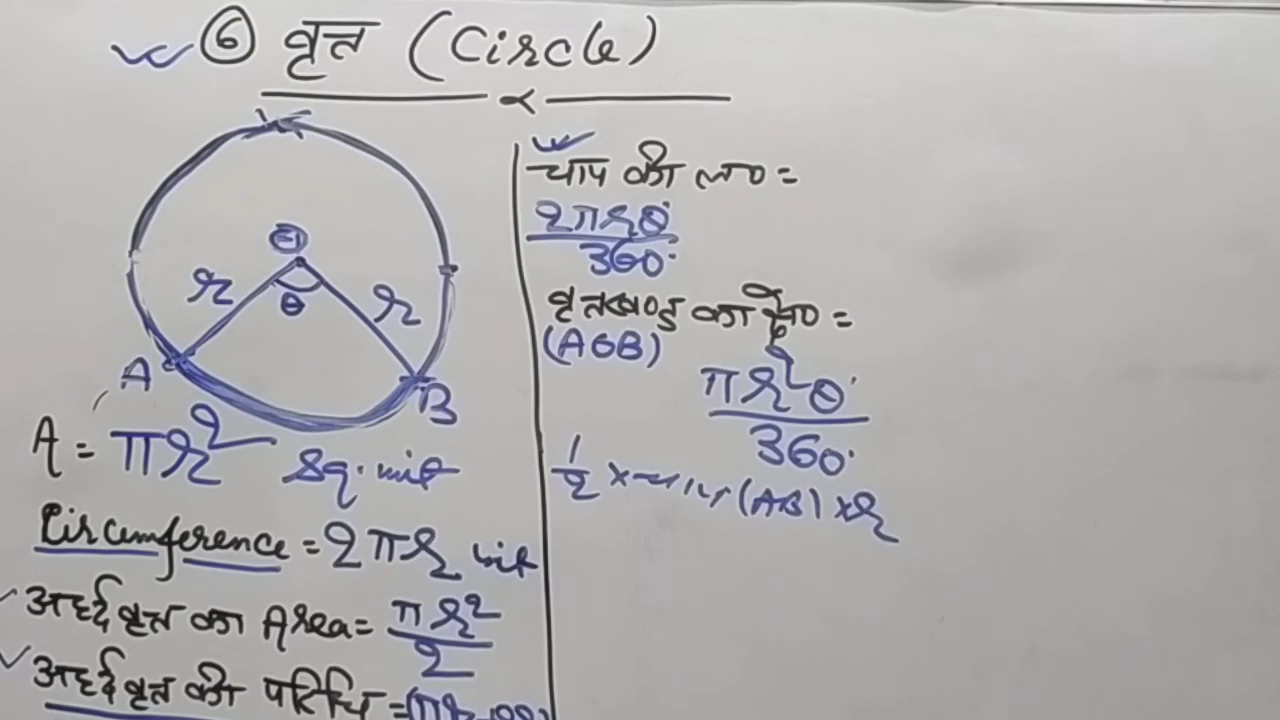 ⑥ वृत्त (Circle)
θ
r
r
A
B
A = πr² Sq. unit
Circumference = 2πr unit
अर्द्धवृत्त का Area = πr²/2
अर्द्धवृत्त की परिधि =
चाप की ल० =
2πrθ/360°
वृत्तखण्ड का क्षे० =
(AOB)
πr²θ/360°
1/2 × चाप (AB) × r